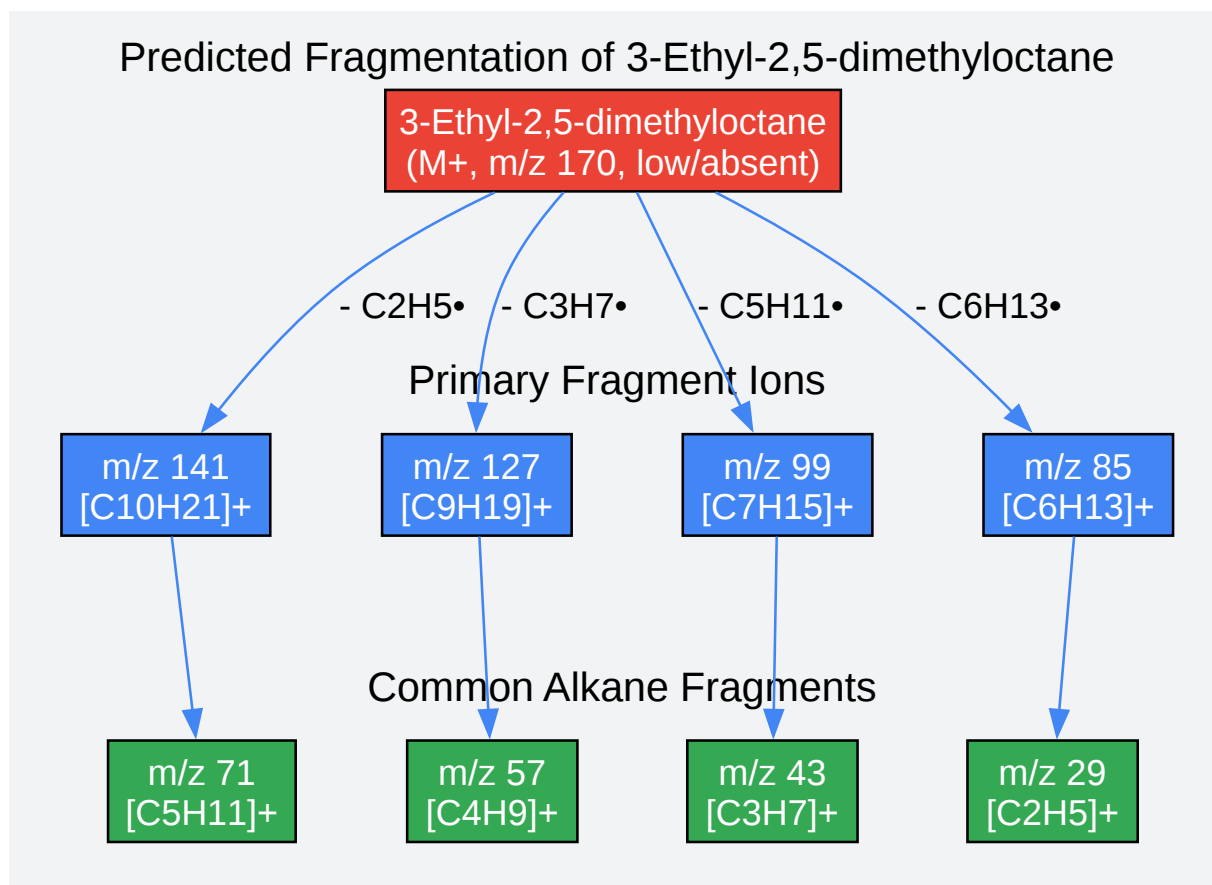 Predicted Fragmentation of 3-Ethyl-2,5-dimethyloctane
3-Ethyl-2,5-dimethyloctane
(M+, m/z 170, low/absent)
- C2H5•
- C3H7•
- C5H11•
- C6H13•
Primary Fragment Ions
m/z 141
[C10H21]+
m/z 127
[C9H19]+
m/z 99
[C7H15]+
m/z 85
[C6H13]+
Common Alkane Fragments
m/z 71
[C5H11]+
m/z 57
[C4H9]+
m/z 43
[C3H7]+
m/z 29
[C2H5]+